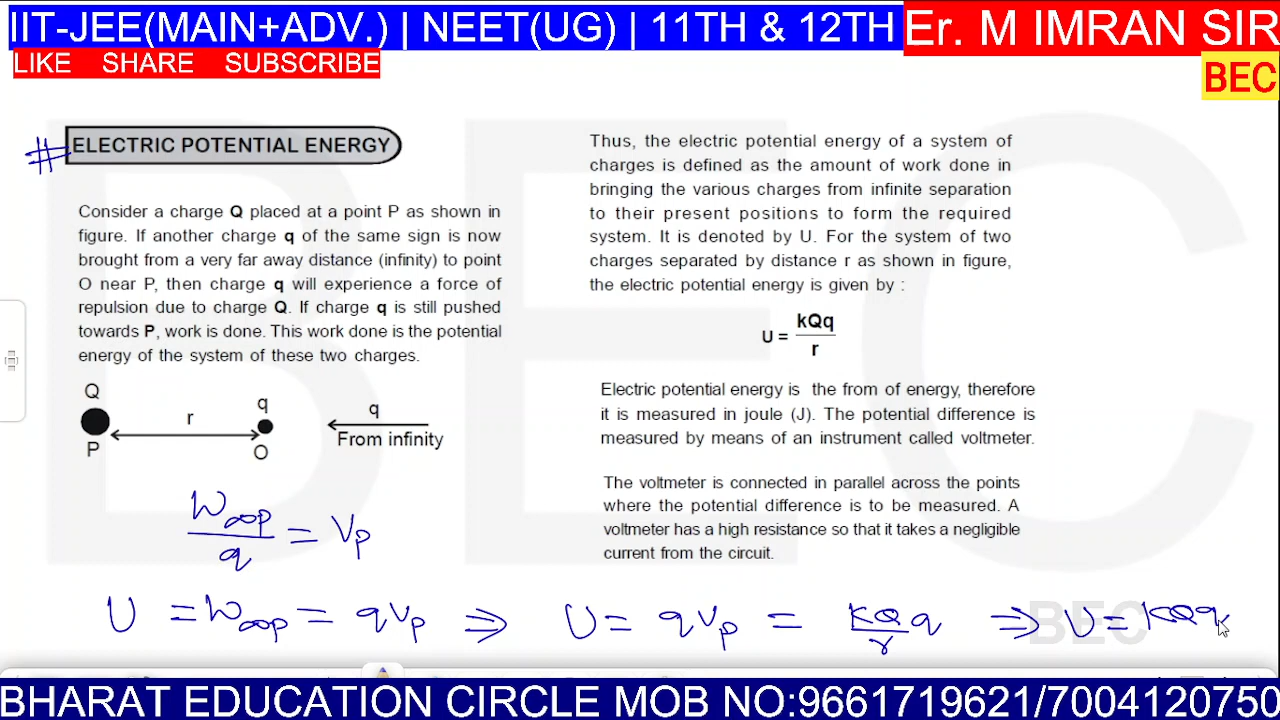 IIT-JEE(MAIN+ADV.) | NEET(UG) | 11TH & 12TH Er. M IMRAN SIR
LIKE SHARE SUBSCRIBE
BEC
# ELECTRIC POTENTIAL ENERGY
Consider a charge Q placed at a point P as shown in
figure. If another charge q of the same sign is now
brought from a very far away distance (infinity) to point
O near P, then charge q will experience a force of
repulsion due to charge Q. If charge q is still pushed
towards P, work is done. This work done is the potential
energy of the system of these two charges.
Q
q
r
q
From infinity
P
O
W∞p/q = Vp
Thus, the electric potential energy of a system of
charges is defined as the amount of work done in
bringing the various charges from infinite separation
to their present positions to form the required
system. It is denoted by U. For the system of two
charges separated by distance r as shown in figure,
the electric potential energy is given by :
U = kQq/r
Electric potential energy is the from of energy, therefore
it is measured in joule (J). The potential difference is
measured by means of an instrument called voltmeter.
The voltmeter is connected in parallel across the points
where the potential difference is to be measured. A
voltmeter has a high resistance so that it takes a negligible
current from the circuit.
U = W∞p = qVp ⇒ U = qVp = kQ/r q ⇒ U = kQq
BEC
BEC
BHARAT EDUCATION CIRCLE MOB NO:9661719621/7004120750